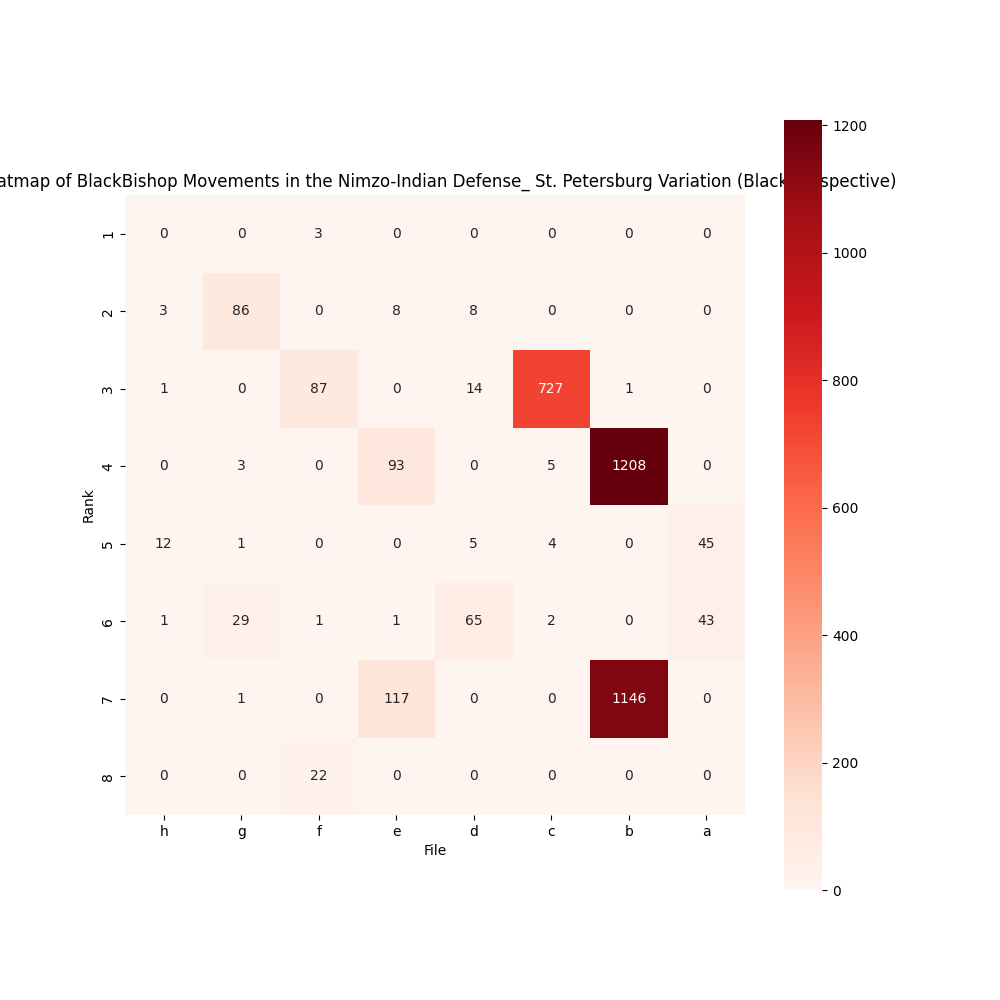 atmap of BlackBishop Movements in the Nimzo-Indian Defense_ St. Petersburg Variation (Black spective)
1 0 0 3 0 0 0 0 0
2 3 86 0 8 8 0 0 0
3 1 0 87 0 14 727 1 0
4 0 3 0 93 0 5 1208 0
Rank
5 12 1 0 0 5 4 0 45
6 1 29 1 1 65 2 0 43
7 0 1 0 117 0 0 1146 0
8 0 0 22 0 0 0 0 0
h g f e d c b a
File
1200
1000
800
600
400
200
0